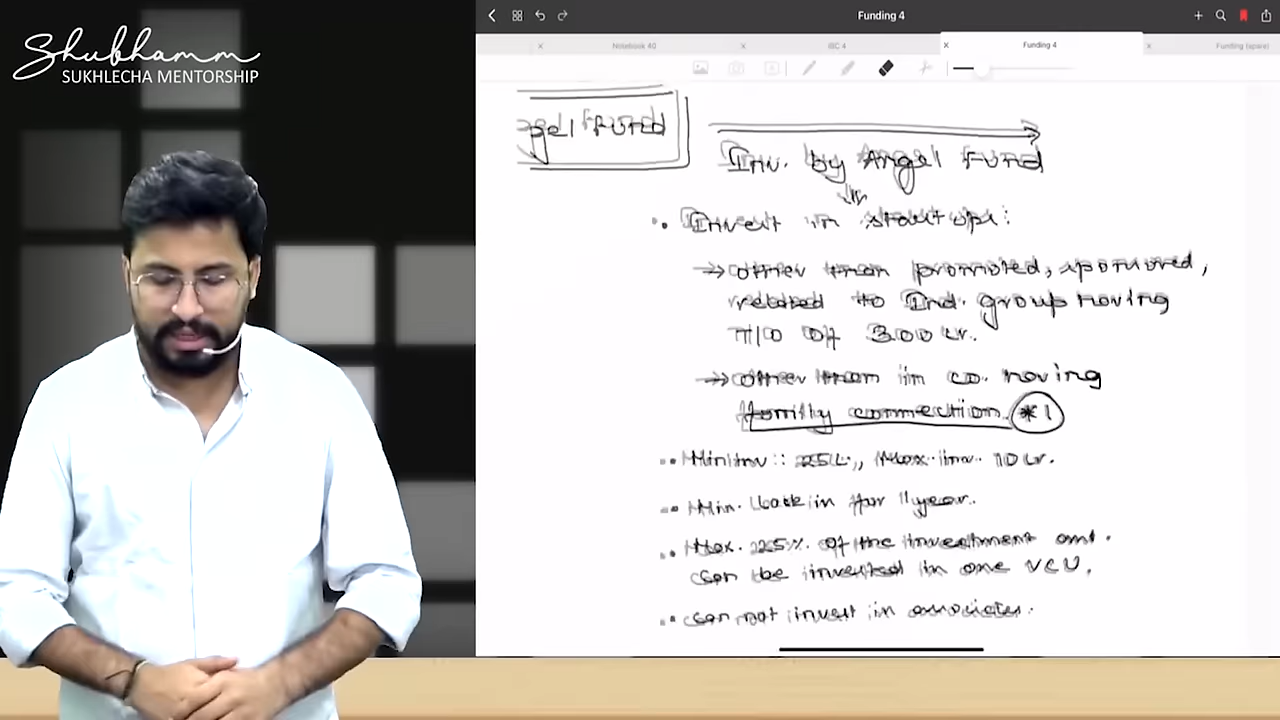 Shubhamm
SUKHLECHA MENTORSHIP
Funding 4
Notebook 40
IBC 4
Funding 4
Funding (space)
gel Fund
Inv. by Angel Fund
Invest in startups:
→ other than promoted, sponsored,
related to Ind. group having
T/O of 300 cr.
→ other than in co. having
family connection *1
Min inv: 25L, Max. inv. 10 cr.
Min. lock in for 1 year.
Max. 25% of the investment amt.
can be invested in one VCU.
can not invest in associates.